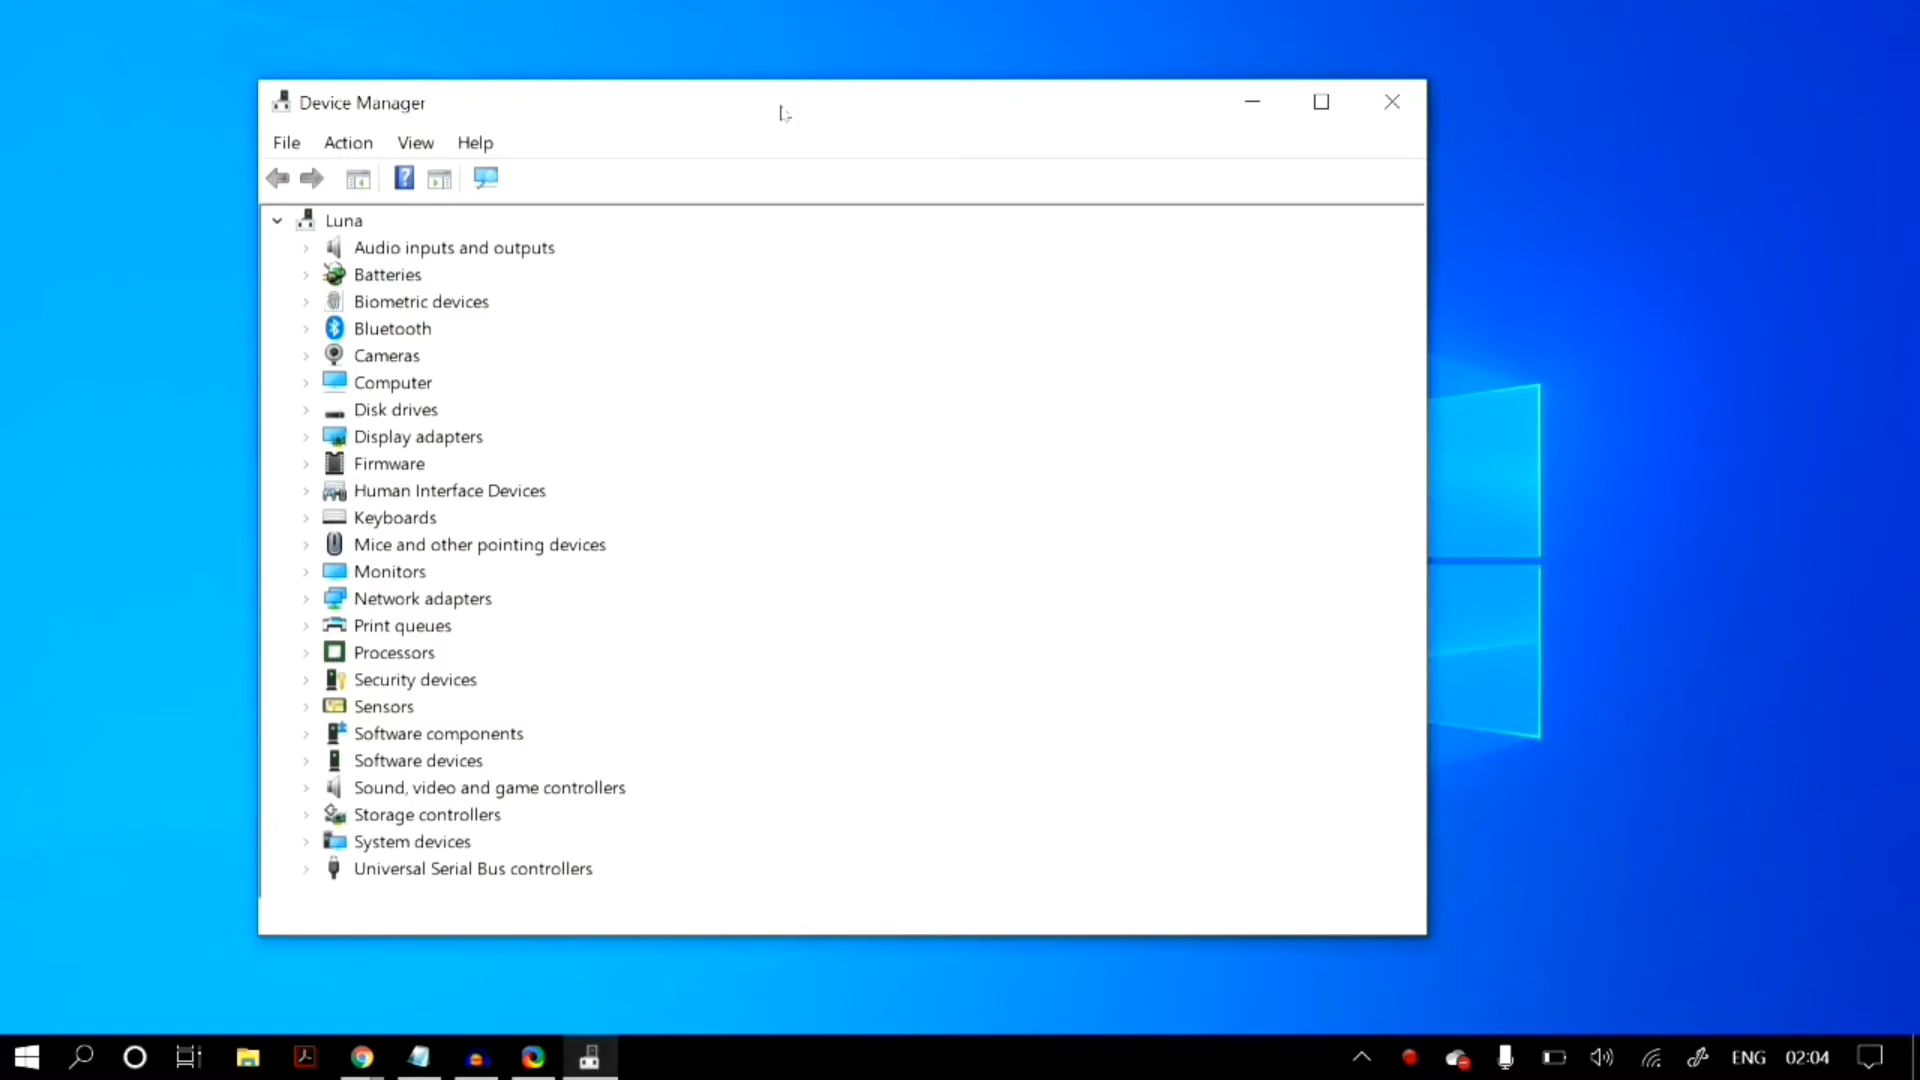 Device Manager
File Action View Help
Luna
Audio inputs and outputs
Batteries
Biometric devices
Bluetooth
Cameras
Computer
Disk drives
Display adapters
Firmware
Human Interface Devices
Keyboards
Mice and other pointing devices
Monitors
Network adapters
Print queues
Processors
Security devices
Sensors
Software components
Software devices
Sound, video and game controllers
Storage controllers
System devices
Universal Serial Bus controllers
ENG 02:04